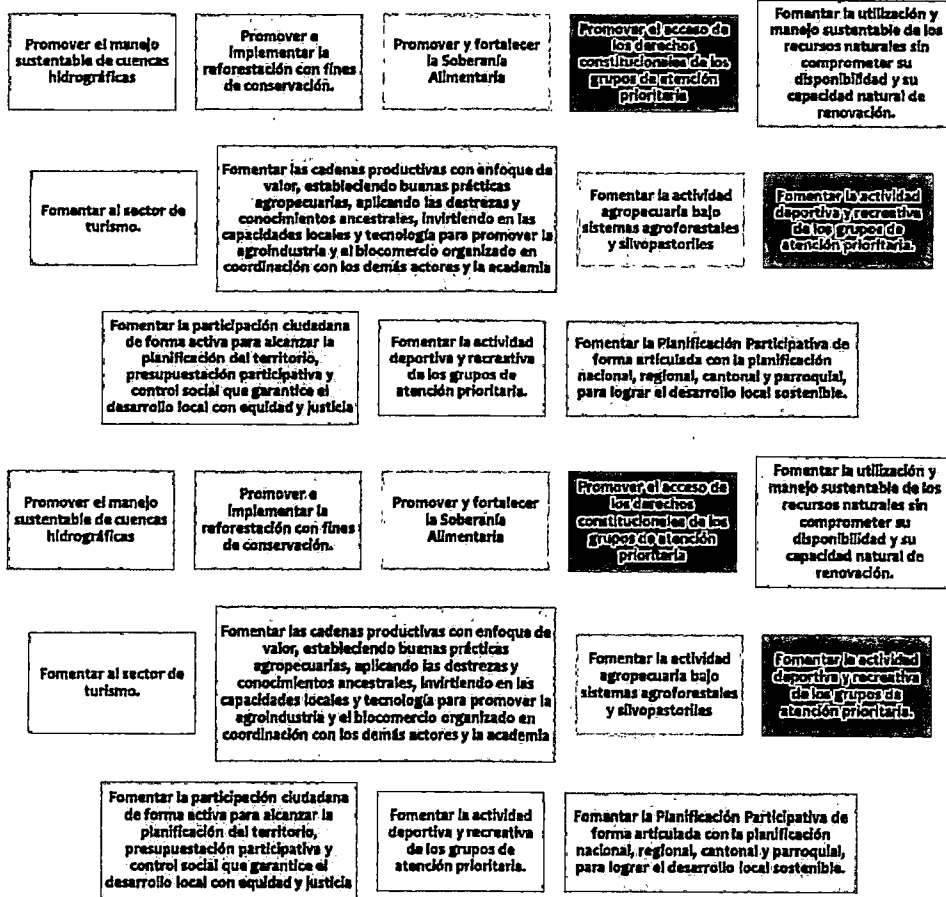 Promover el manejo
sustentable de cuencas
hidrográficas
Promover e
implementar la
reforestación con fines
de conservación.
Promover y fortalecer
la Soberanía
Alimentaria
Promover el acceso de
los derechos
constitucionales de los
grupos de atención
prioritaria
Fomentar la utilización y
manejo sustentable de los
recursos naturales sin
comprometer su
disponibilidad y su
capacidad natural de
renovación.
Fomentar al sector de
turismo.
Fomentar las cadenas productivas con enfoque de
valor, estableciendo buenas prácticas
agropecuarias, aplicando las destrezas y
conocimientos ancestrales, invirtiendo en las
capacidades locales y tecnología para promover la
agroindustria y el biocomercio organizado en
coordinación con los demás actores y la academia
Fomentar la actividad
agropecuaria bajo
sistemas agroforestales
y silvopastoriles
Fomentar la actividad
deportiva y recreativa
de los grupos de
atención prioritaria.
Fomentar la participación ciudadana
de forma activa para alcanzar la
planificación del territorio,
presupuestación participativa y
control social que garantice el
desarrollo local con equidad y justicia
Fomentar la actividad
deportiva y recreativa
de los grupos de
atención prioritaria.
Fomentar la Planificación Participativa de
forma articulada con la planificación
nacional, regional, cantonal y parroquial,
para lograr el desarrollo local sostenible.
Promover el manejo
sustentable de cuencas
hidrográficas
Promover e
implementar la
reforestación con fines
de conservación.
Promover y fortalecer
la Soberanía
Alimentaria
Promover el acceso de
los derechos
constitucionales de los
grupos de atención
prioritaria
Fomentar la utilización y
manejo sustentable de los
recursos naturales sin
comprometer su
disponibilidad y su
capacidad natural de
renovación.
Fomentar al sector de
turismo.
Fomentar las cadenas productivas con enfoque de
valor, estableciendo buenas prácticas
agropecuarias, aplicando las destrezas y
conocimientos ancestrales, invirtiendo en las
capacidades locales y tecnología para promover la
agroindustria y el biocomercio organizado en
coordinación con los demás actores y la academia
Fomentar la actividad
agropecuaria bajo
sistemas agroforestales
y silvopastoriles
Fomentar la actividad
deportiva y recreativa
de los grupos de
atención prioritaria.
Fomentar la participación ciudadana
de forma activa para alcanzar la
planificación del territorio,
presupuestación participativa y
control social que garantice el
desarrollo local con equidad y justicia
Fomentar la actividad
deportiva y recreativa
de los grupos de
atención prioritaria.
Fomentar la Planificación Participativa de
forma articulada con la planificación
nacional, regional, cantonal y parroquial,
para lograr el desarrollo local sostenible.